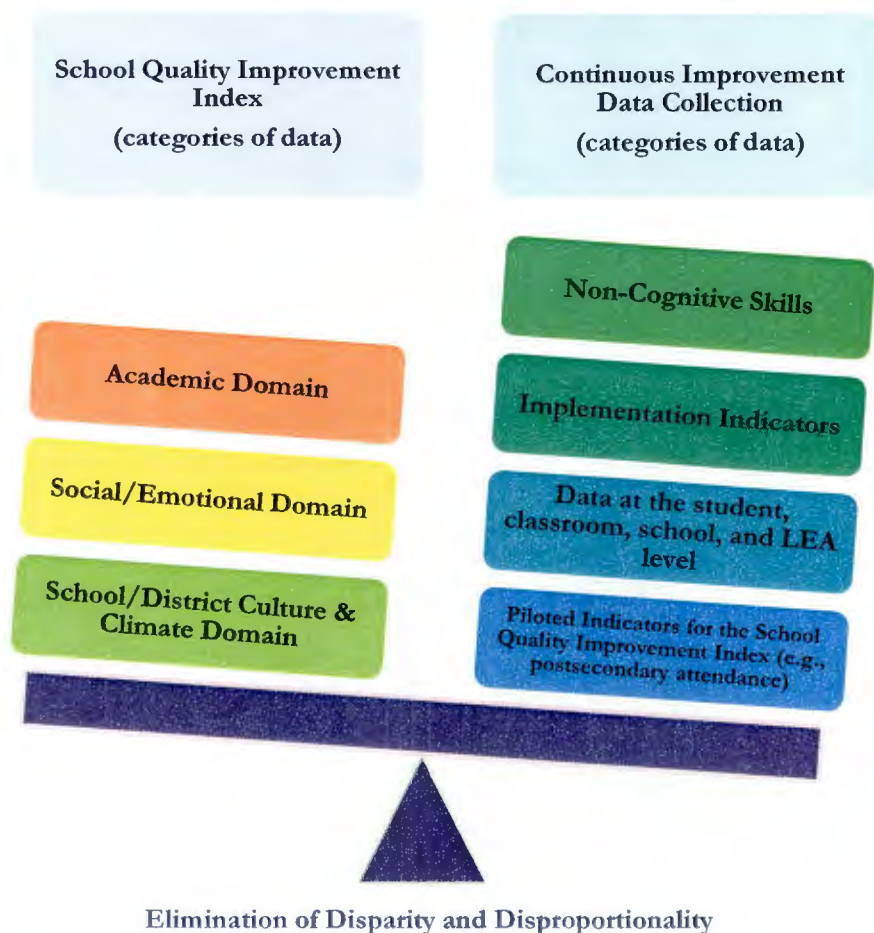 School Quality Improvement
Index
(categories of data)
Continuous Improvement
Data Collection
(categories of data)
Academic Domain
Social/Emotional Domain
School/District Culture &
Climate Domain
Non-Cognitive Skills
Implementation Indicators
Data at the student,
classroom, school, and LEA
level
Piloted Indicators for the School
Quality Improvement Index (e.g.,
postsecondary attendance)
Elimination of Disparity and Disproportionality